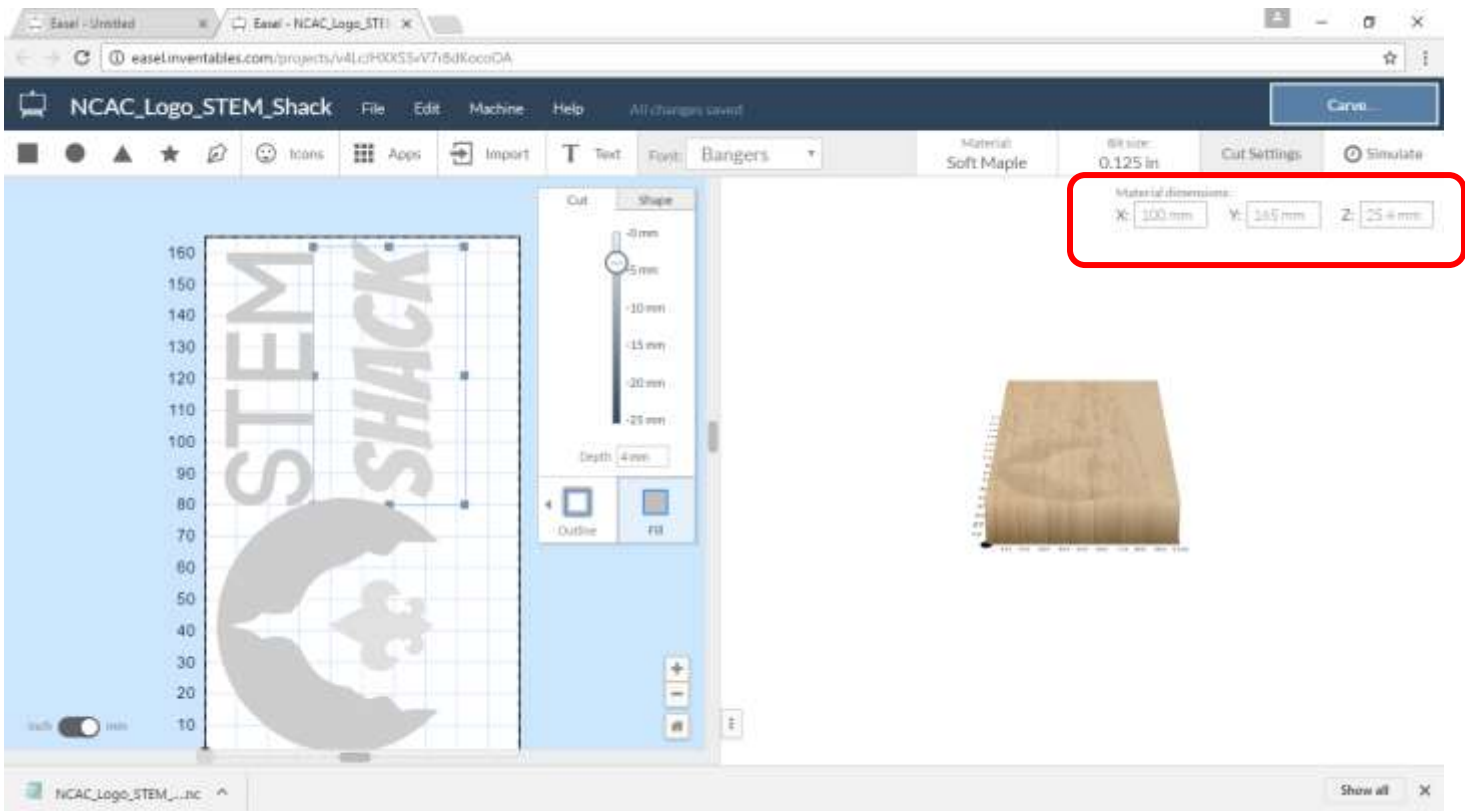 Easel - Untitled
Easel - NCAC_Logo_STE
easel.inventables.com/projects/
NCAC_Logo_STEM_Shack File Edit Machine Help All changes saved Carve...
Icons Apps Import T Text Font: Bangers
Material: Soft Maple
Bit size: 0.125 in
Cut Settings
Simulate
Material dimensions
X: 100 mm Y: 165 mm Z: 25.4 mm
Cut Shape
-0 mm
-5 mm
-10 mm
-15 mm
-20 mm
-25 mm
Depth 4 mm
Outline Fill
160
150
140
130
120
110
100
90
80
70
60
50
40
30
20
10
STEM
SHACK
inch mm
NCAC_Logo_STEM_....nc
Show all